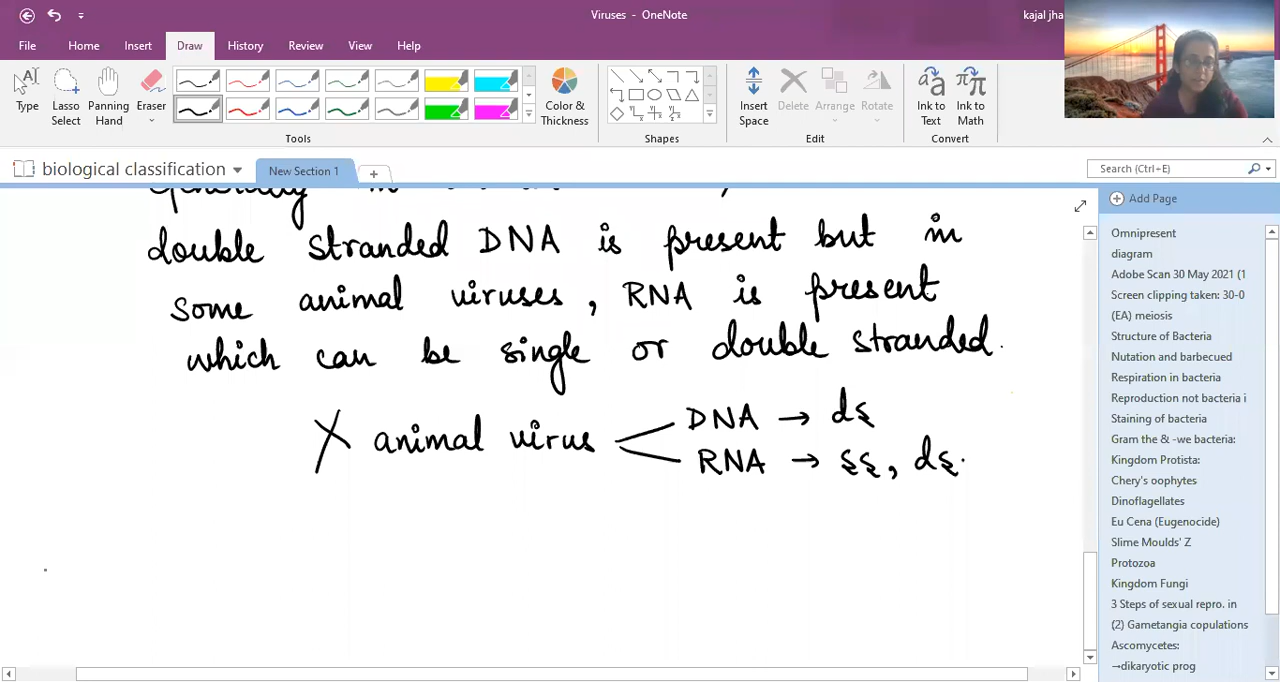 Viruses - OneNote
kajal jha
File Home Insert Draw History Review View Help
Type
Lasso Select
Panning Hand
Eraser
Color & Thickness
Insert Space
Delete
Arrange
Rotate
Ink to Text
Ink to Math
Tools
Shapes
Edit
Convert
biological classification
New Section 1
Search (Ctrl+E)
Generally in
double stranded DNA is present but in
some animal viruses, RNA is present
which can be single or double stranded.
X animal virus
DNA → ds
RNA → ss, ds.
Add Page
Omnipresent
diagram
Adobe Scan 30 May 2021 (1
Screen clipping taken: 30-0
(EA) meiosis
Structure of Bacteria
Nutation and barbecued
Respiration in bacteria
Reproduction not bacteria i
Staining of bacteria
Gram the & -we bacteria:
Kingdom Protista:
Chery's oophytes
Dinoflagellates
Eu Cena (Eugenocide)
Slime Moulds' Z
Protozoa
Kingdom Fungi
3 Steps of sexual repro. in
(2) Gametangia copulations
Ascomycetes:
→dikaryotic prog